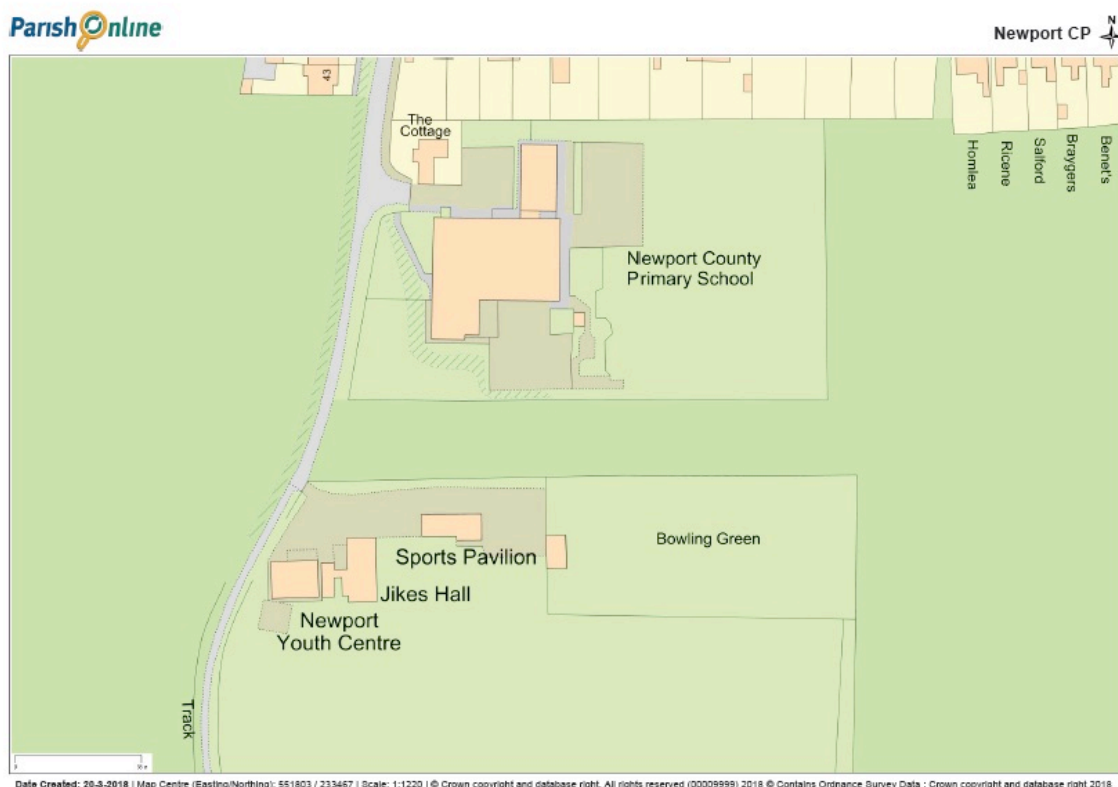 Parish Online
Newport CP
N
43
The
Cottage
Homlea
Ricene
Salford
Braygers
Benet's
Newport County
Primary School
Bowling Green
Sports Pavilion
Jikes Hall
Newport
Youth Centre
Track
Date Created: 20-3-2018 | Map Centre (Easting/Northing): 551803 / 233467 | Scale: 1:1220 | © Crown copyright and database right. All rights reserved (00009999) 2018 © Contains Ordnance Survey Data : Crown copyright and database right 2018